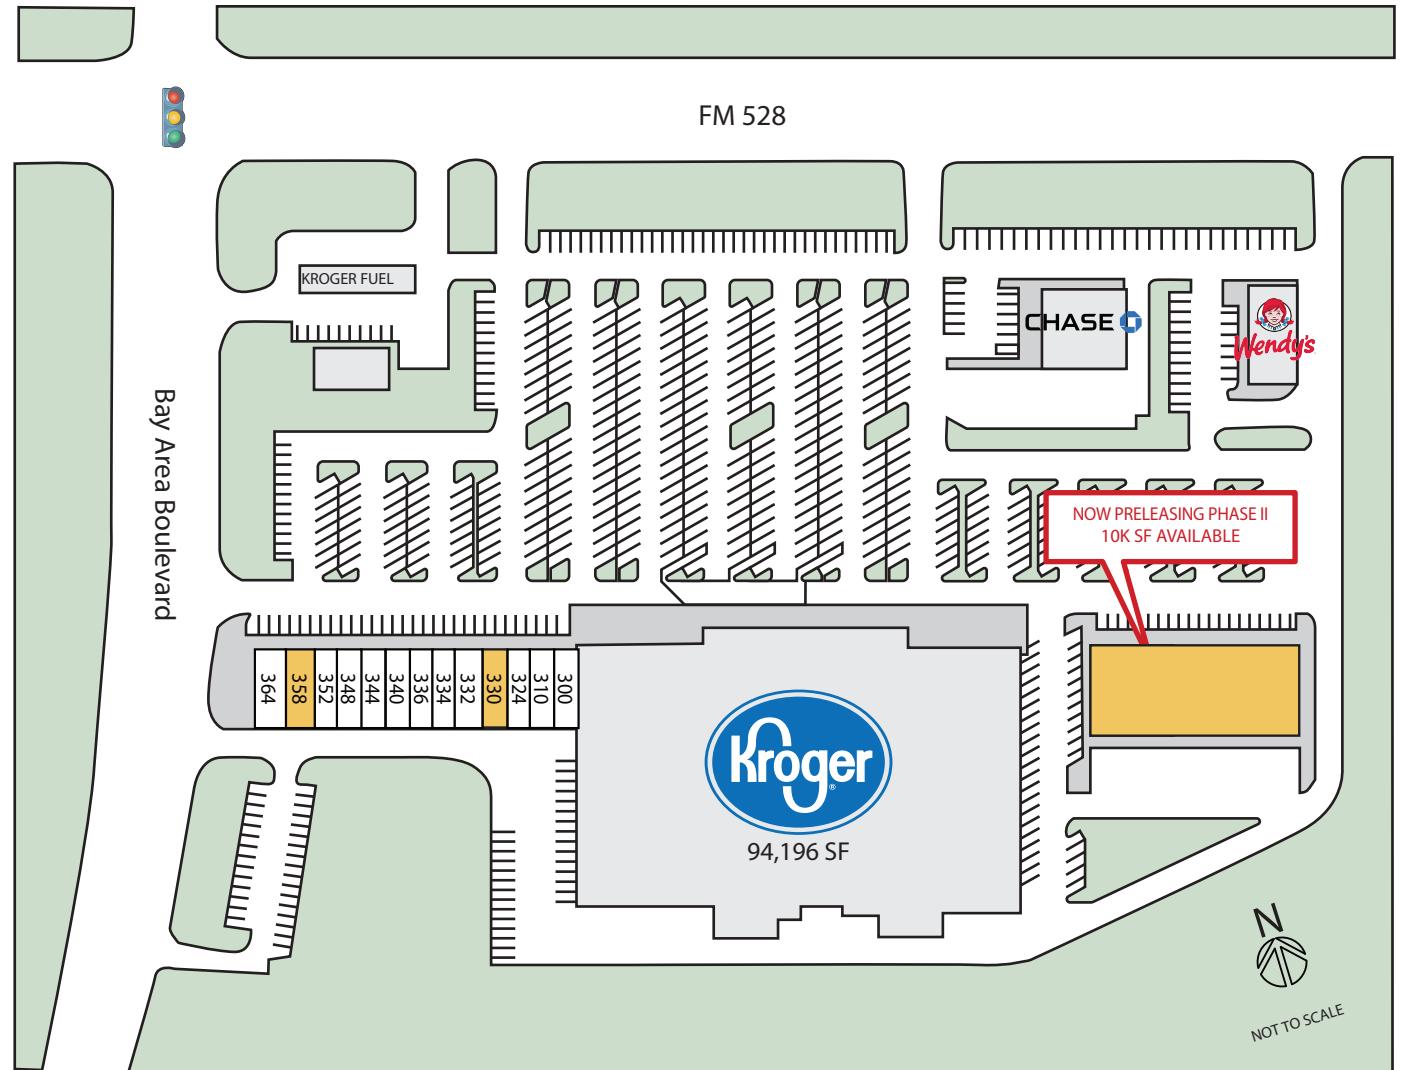 FM 528
KROGER FUEL
CHASE
Wendy's
Bay Area Boulevard
NOW PRELEASING PHASE II
10K SF AVAILABLE
364
358
352
348
344
340
336
334
332
330
324
310
300
Kroger
®
94,196 SF
N
NOT TO SCALE